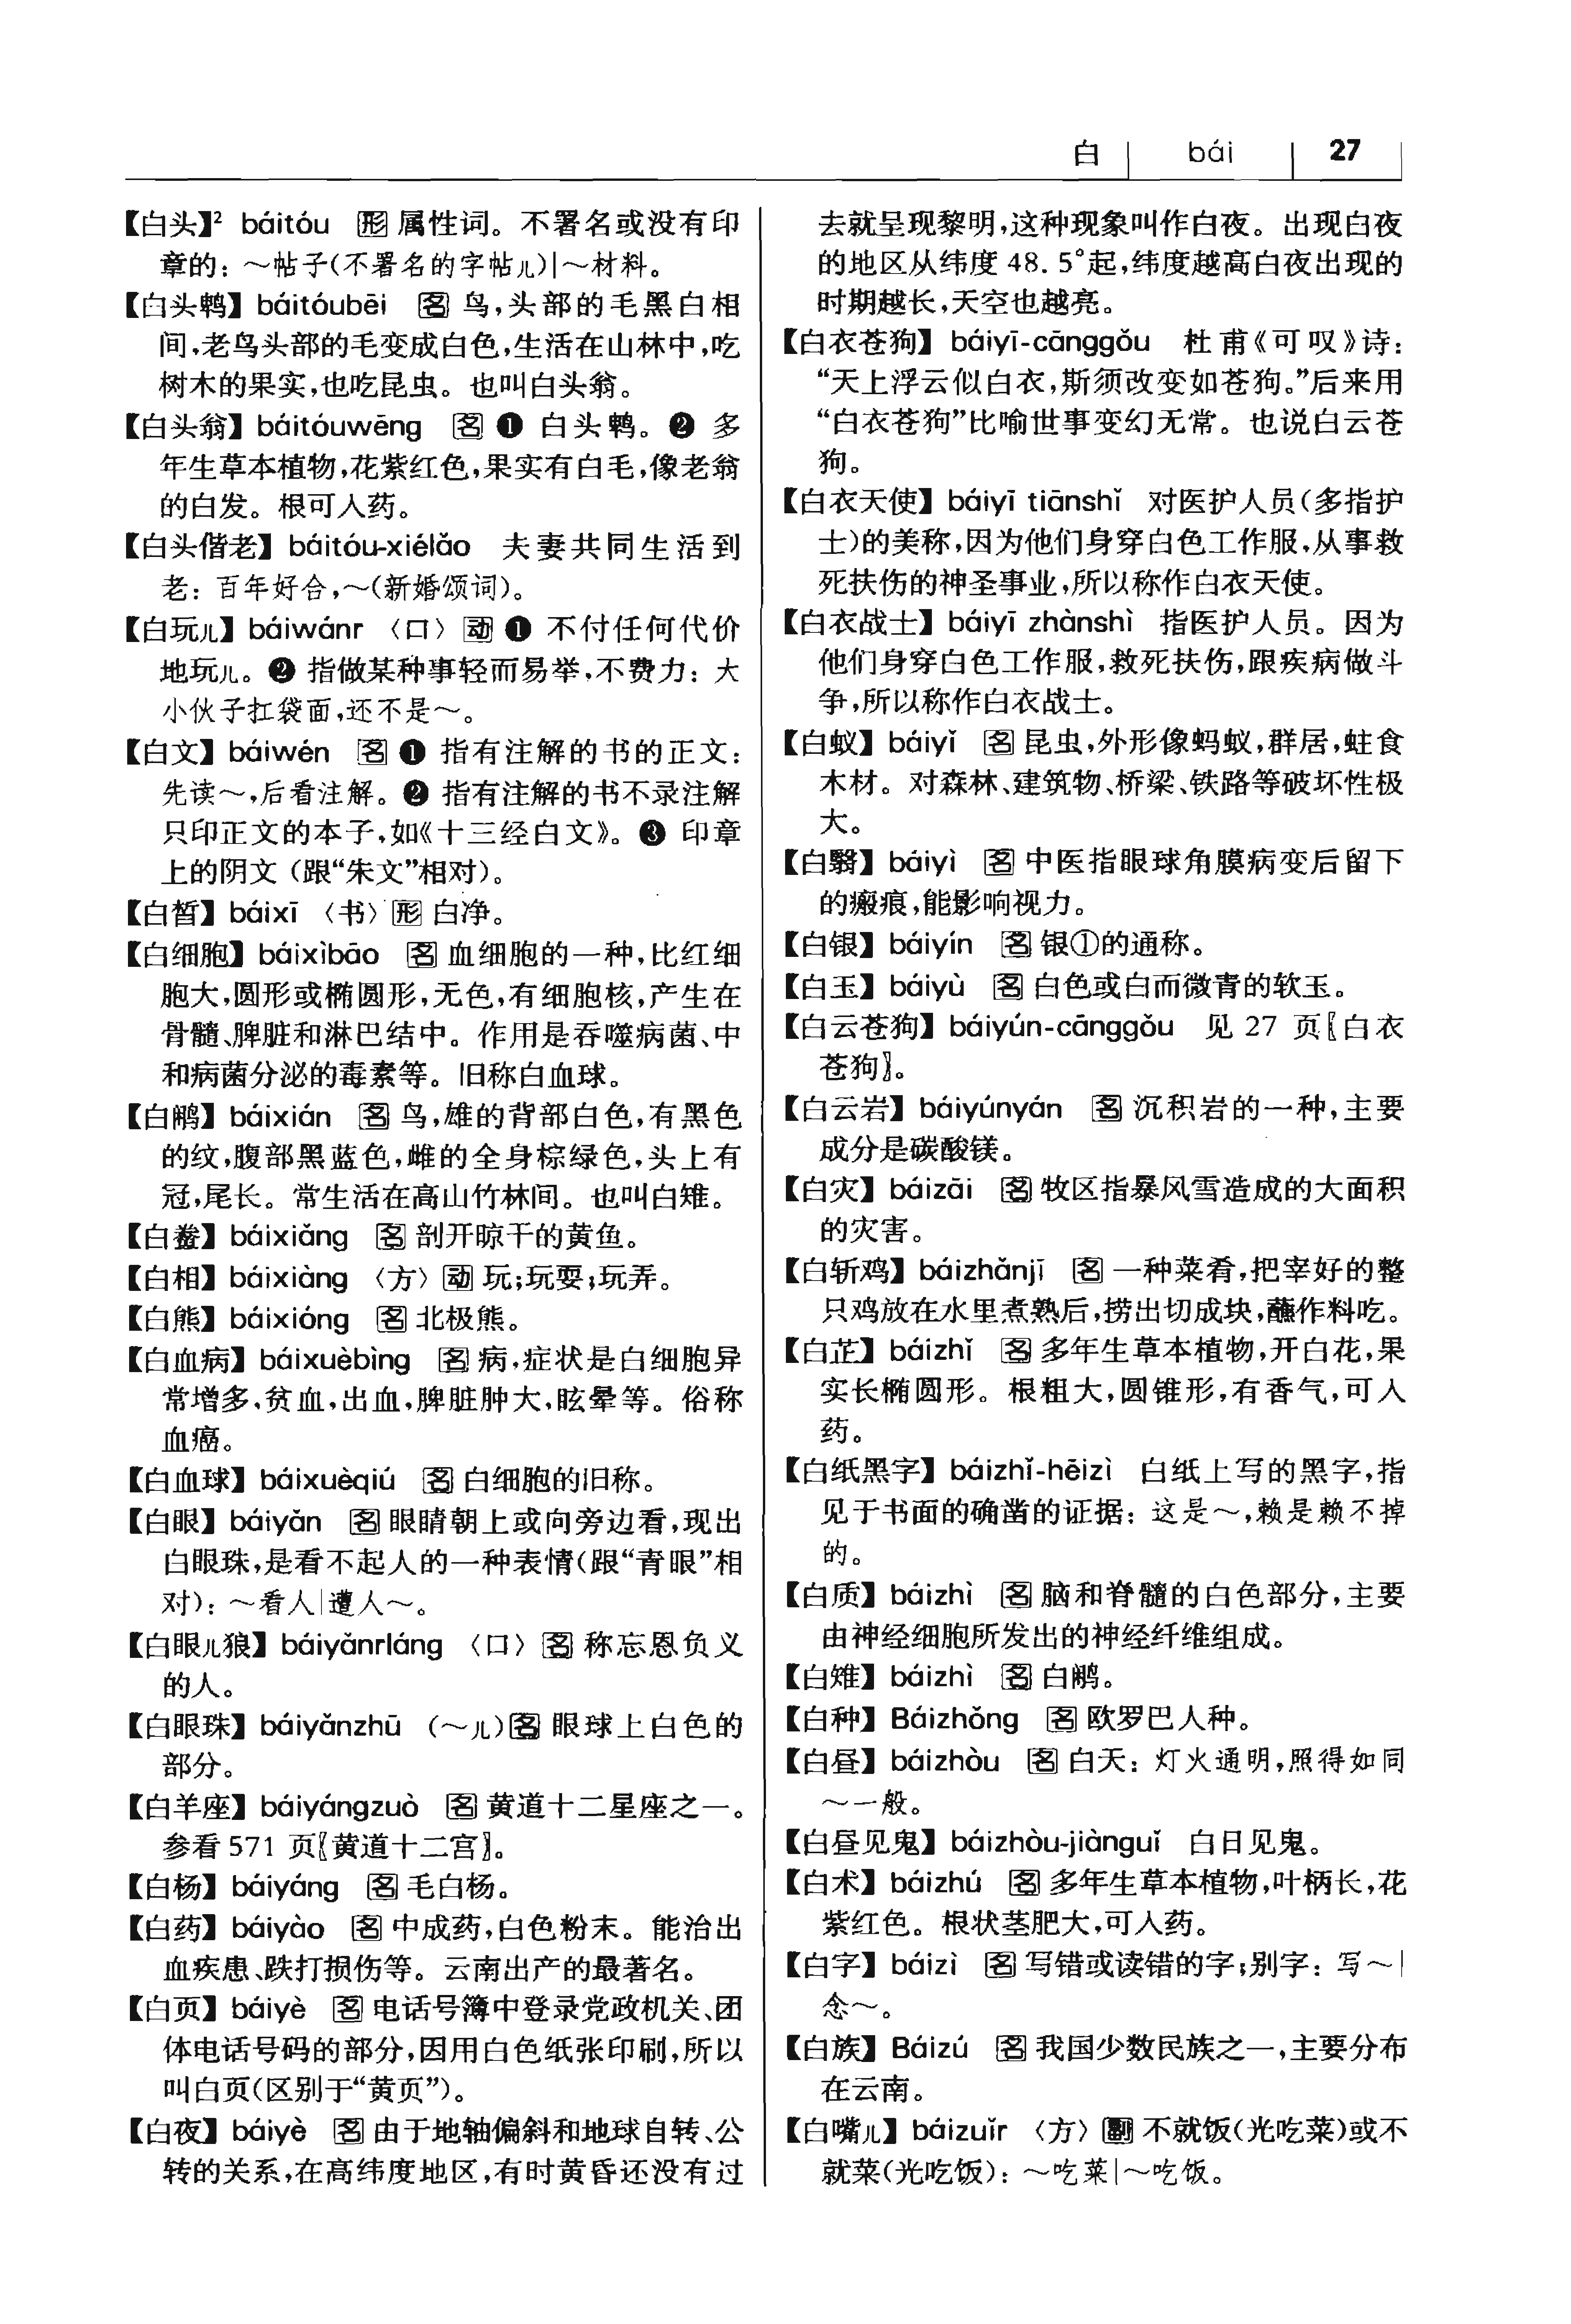 白 bái 27
【白头】² báitóu 形 属性词。不署名或没有印
章的：～帖子(不署名的字帖儿)|～材料。
【白头鹎】 báitóubēi 名 鸟,头部的毛黑白相
间,老鸟头部的毛变成白色,生活在山林中,吃
树木的果实,也吃昆虫。也叫白头翁。
【白头翁】 báitóuwēng 名 ❶ 白头鹎。❷ 多
年生草本植物,花紫红色,果实有白毛,像老翁
的白发。根可入药。
【白头偕老】 báitóu-xiélǎo 夫妻共同生活到
老：百年好合,～(新婚颂词)。
【白玩儿】 báiwánr 〈口〉 动 ❶ 不付任何代价
地玩儿。❷ 指做某种事轻而易举,不费力：大
小伙子扛袋面,还不是～。
【白文】 báiwén 名 ❶ 指有注解的书的正文：
先读～,后看注解。❷ 指有注解的书不录注解
只印正文的本子,如《十三经白文》。❸ 印章
上的阴文（跟“朱文”相对)。
【白皙】 báixī 〈书〉 形 白净。
【白细胞】 báixìbāo 名 血细胞的一种,比红细
胞大,圆形或椭圆形,无色,有细胞核,产生在
骨髓、脾脏和淋巴结中。作用是吞噬病菌、中
和病菌分泌的毒素等。旧称白血球。
【白鹇】 báixián 名 鸟,雄的背部白色,有黑色
的纹,腹部黑蓝色,雌的全身棕绿色,头上有
冠,尾长。常生活在高山竹林间。也叫白雉。
【白鲞】 báixiǎng 名 剖开晾干的黄鱼。
【白相】 báixiàng 〈方〉 动 玩;玩耍;玩弄。
【白熊】 báixióng 名 北极熊。
【白血病】 báixuèbìng 名 病,症状是白细胞异
常增多,贫血,出血,脾脏肿大,眩晕等。俗称
血癌。
【白血球】 báixuèqiú 名 白细胞的旧称。
【白眼】 báiyǎn 名 眼睛朝上或向旁边看,现出
白眼珠,是看不起人的一种表情(跟“青眼”相
对)：～看人|遭人～。
【白眼儿狼】 báiyǎnrláng 〈口〉 名 称忘恩负义
的人。
【白眼珠】 báiyǎnzhū (～儿) 名 眼球上白色的
部分。
【白羊座】 báiyángzuò 名 黄道十二星座之一。
参看 571 页〖黄道十二宫〗。
【白杨】 báiyáng 名 毛白杨。
【白药】 báiyào 名 中成药,白色粉末。能治出
血疾患、跌打损伤等。云南出产的最著名。
【白页】 báiyè 名 电话号簿中登录党政机关、团
体电话号码的部分,因用白色纸张印刷,所以
叫白页(区别于“黄页”)。
【白夜】 báiyè 名 由于地轴偏斜和地球自转、公
转的关系,在高纬度地区,有时黄昏还没有过
去就呈现黎明,这种现象叫作白夜。出现白夜
的地区从纬度 48.5°起,纬度越高白夜出现的
时期越长,天空也越亮。
【白衣苍狗】 báiyī-cānggǒu 杜甫《可叹》诗：
“天上浮云似白衣,斯须改变如苍狗。”后来用
“白衣苍狗”比喻世事变幻无常。也说白云苍
狗。
【白衣天使】 báiyī tiānshǐ 对医护人员(多指护
士)的美称,因为他们身穿白色工作服,从事救
死扶伤的神圣事业,所以称作白衣天使。
【白衣战士】 báiyī zhànshì 指医护人员。因为
他们身穿白色工作服,救死扶伤,跟疾病做斗
争,所以称作白衣战士。
【白蚁】 báiyǐ 名 昆虫,外形像蚂蚁,群居,蛀食
木材。对森林、建筑物、桥梁、铁路等破坏性极
大。
【白翳】 báiyì 名 中医指眼球角膜病变后留下
的瘢痕,能影响视力。
【白银】 báiyín 名 银①的通称。
【白玉】 báiyù 名 白色或白而微青的软玉。
【白云苍狗】 báiyún-cānggǒu 见 27 页〖白衣
苍狗〗。
【白云岩】 báiyúnyán 名 沉积岩的一种,主要
成分是碳酸镁。
【白灾】 báizāi 名 牧区指暴风雪造成的大面积
的灾害。
【白斩鸡】 báizhǎnjī 名 一种菜肴,把宰好的整
只鸡放在水里煮熟后,捞出切成块,蘸作料吃。
【白芷】 báizhǐ 名 多年生草本植物,开白花,果
实长椭圆形。根粗大,圆锥形,有香气,可入
药。
【白纸黑字】 báizhǐ-hēizì 白纸上写的黑字,指
见于书面的确凿的证据：这是～,赖是赖不掉
的。
【白质】 báizhì 名 脑和脊髓的白色部分,主要
由神经细胞所发出的神经纤维组成。
【白雉】 báizhì 名 白鹇。
【白种】 Báizhǒng 名 欧罗巴人种。
【白昼】 báizhòu 名 白天：灯火通明,照得如同
～一般。
【白昼见鬼】 báizhòu-jiànguǐ 白日见鬼。
【白术】 báizhú 名 多年生草本植物,叶柄长,花
紫红色。根状茎肥大,可入药。
【白字】 báizì 名 写错或读错的字;别字：写～|
念～。
【白族】 Báizú 名 我国少数民族之一,主要分布
在云南。
【白嘴儿】 báizuǐr 〈方〉 副 不就饭(光吃菜)或不
就菜(光吃饭)：～吃菜|～吃饭。